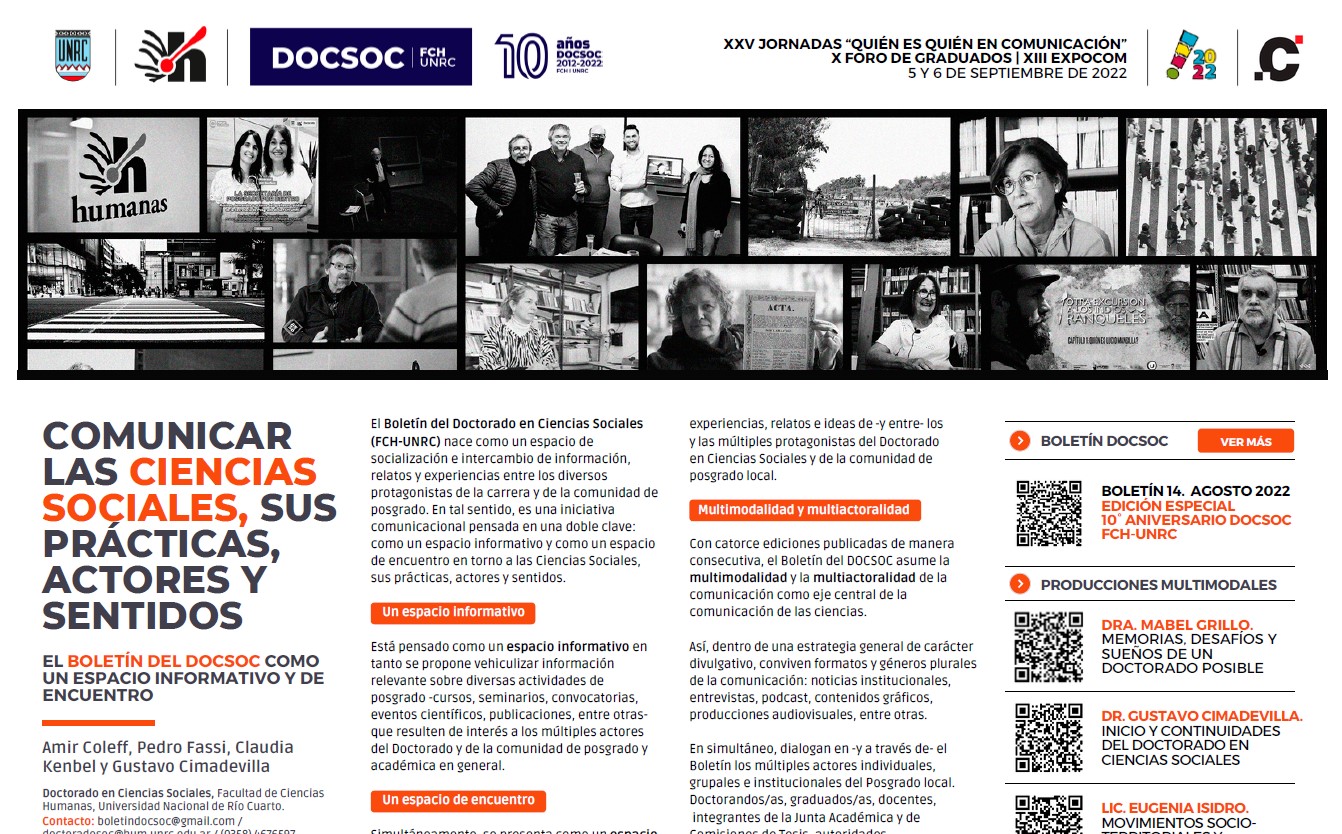 UNRC
DOCSOC
FCH
UNRC
10
años
DOCSOC
2012-2022
FCH | UNRC
XXV JORNADAS “QUIÉN ES QUIÉN EN COMUNICACIÓN”
X FORO DE GRADUADOS | XIII EXPOCOM
5 Y 6 DE SEPTIEMBRE DE 2022
2022
.C
humanas
LA SECRETARÍA DE
POSGRADO POR DENTRO
ACTA.
¿OTRA EXCURSIÓN
A LOS INDIOS
RANQUELES
CAPÍTULO 1: QUIÉN ES LUCIO MANSILLA?
COMUNICAR
LAS CIENCIAS
SOCIALES, SUS
PRÁCTICAS,
ACTORES Y
SENTIDOS
EL BOLETÍN DEL DOCSOC COMO
UN ESPACIO INFORMATIVO Y DE
ENCUENTRO
Amir Coleff, Pedro Fassi, Claudia
Kenbel y Gustavo Cimadevilla
Doctorado en Ciencias Sociales, Facultad de Ciencias
Humanas, Universidad Nacional de Río Cuarto.
Contacto: boletindocsoc@gmail.com /
doctoradosoc@hum.unrc.edu.ar / (0358) 4676597
El Boletín del Doctorado en Ciencias Sociales
(FCH-UNRC) nace como un espacio de
socialización e intercambio de información,
relatos y experiencias entre los diversos
protagonistas de la carrera y de la comunidad de
posgrado. En tal sentido, es una iniciativa
comunicacional pensada en una doble clave:
como un espacio informativo y como un espacio
de encuentro en torno a las Ciencias Sociales,
sus prácticas, actores y sentidos.
Un espacio informativo
Está pensado como un espacio informativo en
tanto se propone vehiculizar información
relevante sobre diversas actividades de
posgrado -cursos, seminarios, convocatorias,
eventos científicos, publicaciones, entre otras-
que resulten de interés a los múltiples actores
del Doctorado y de la comunidad de posgrado y
académica en general.
Un espacio de encuentro
Simultáneamente, se presenta como un espacio
experiencias, relatos e ideas de -y entre- los
y las múltiples protagonistas del Doctorado
en Ciencias Sociales y de la comunidad de
posgrado local.
Multimodalidad y multiactoralidad
Con catorce ediciones publicadas de manera
consecutiva, el Boletín del DOCSOC asume la
multimodalidad y la multiactoralidad de la
comunicación como eje central de la
comunicación de las ciencias.
Así, dentro de una estrategia general de carácter
divulgativo, conviven formatos y géneros plurales
de la comunicación: noticias institucionales,
entrevistas, podcast, contenidos gráficos,
producciones audiovisuales, entre otras.
En simultáneo, dialogan en -y a través de- el
Boletín los múltiples actores individuales,
grupales e institucionales del Posgrado local.
Doctorandos/as, graduados/as, docentes,
integrantes de la Junta Académica y de
Comisiones de Tesis, autoridades
BOLETÍN DOCSOC
VER MÁS
BOLETÍN 14. AGOSTO 2022
EDICIÓN ESPECIAL
10° ANIVERSARIO DOCSOC
FCH-UNRC
PRODUCCIONES MULTIMODALES
DRA. MABEL GRILLO.
MEMORIAS, DESAFÍOS Y
SUEÑOS DE UN
DOCTORADO POSIBLE
DR. GUSTAVO CIMADEVILLA.
INICIO Y CONTINUIDADES
DEL DOCTORADO EN
CIENCIAS SOCIALES
LIC. EUGENIA ISIDRO.
MOVIMIENTOS SOCIO-
TERRITORIALES Y